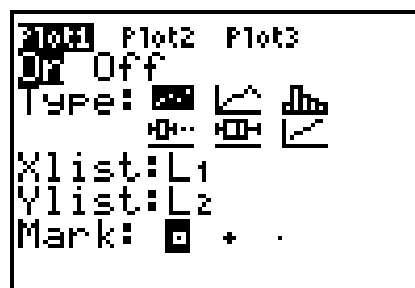 Plot1 Plot2 Plot3
On Off
Type:
Xlist:L1
Ylist:L2
Mark: + .